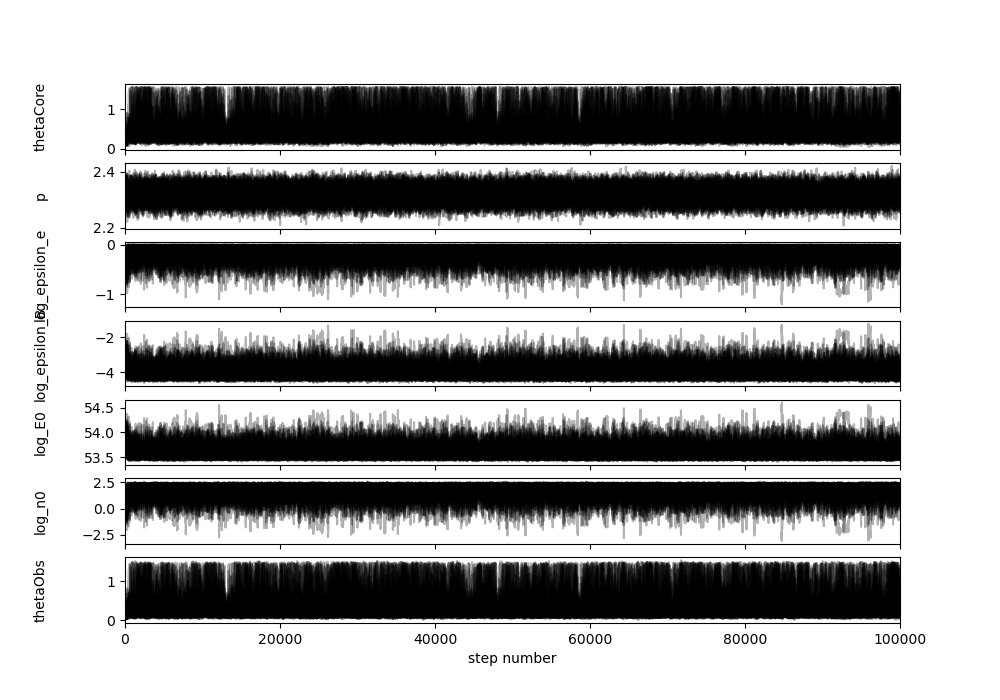 thetaCore
1
0
p
2.4
2.2
log_epsilon_e
0
−1
log_epsilon_B
−2
−4
log_E0
54.5
54.0
53.5
log_n0
2.5
0.0
−2.5
thetaObs
1
0
0 20000 40000 60000 80000 100000
step number